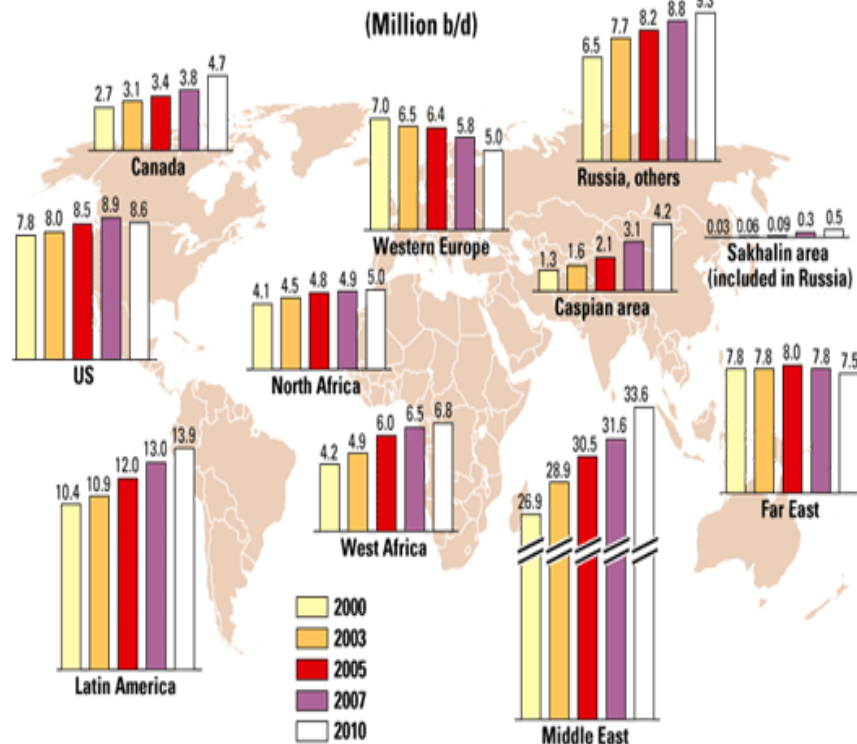 (Million b/d)
2.7 3.1 3.4 3.8 4.7
Canada
7.0 6.5 6.4 5.8 5.0
Western Europe
6.5 7.7 8.2 8.8 9.3
Russia, others
7.8 8.0 8.5 8.9 8.6
US
4.1 4.5 4.8 4.9 5.0
North Africa
1.3 1.6 2.1 3.1 4.2
Caspian area
0.03 0.06 0.09 0.3 0.5
Sakhalin area
(included in Russia)
10.4 10.9 12.0 13.0 13.9
Latin America
4.2 4.9 6.0 6.5 6.8
West Africa
26.9 28.9 30.5 31.6 33.6
Middle East
7.8 7.8 8.0 7.8 7.5
Far East
2000
2003
2005
2007
2010